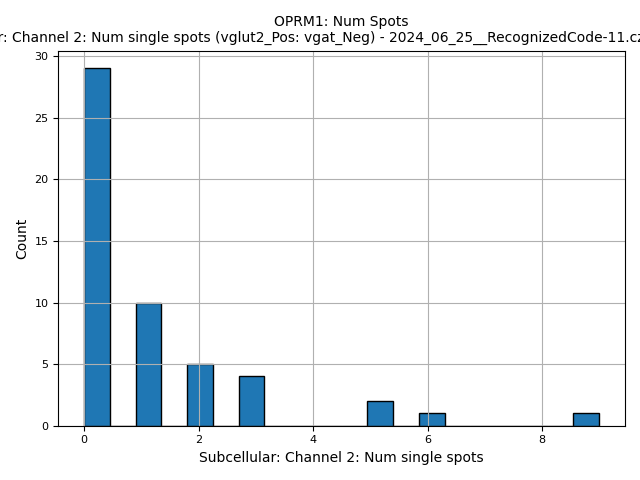 OPRM1: Num Spots
r: Channel 2: Num single spots (vglut2_Pos: vgat_Neg) - 2024_06_25__RecognizedCode-11.cz
30
25
20
15
10
5
0
Count
0 2 4 6 8
Subcellular: Channel 2: Num single spots